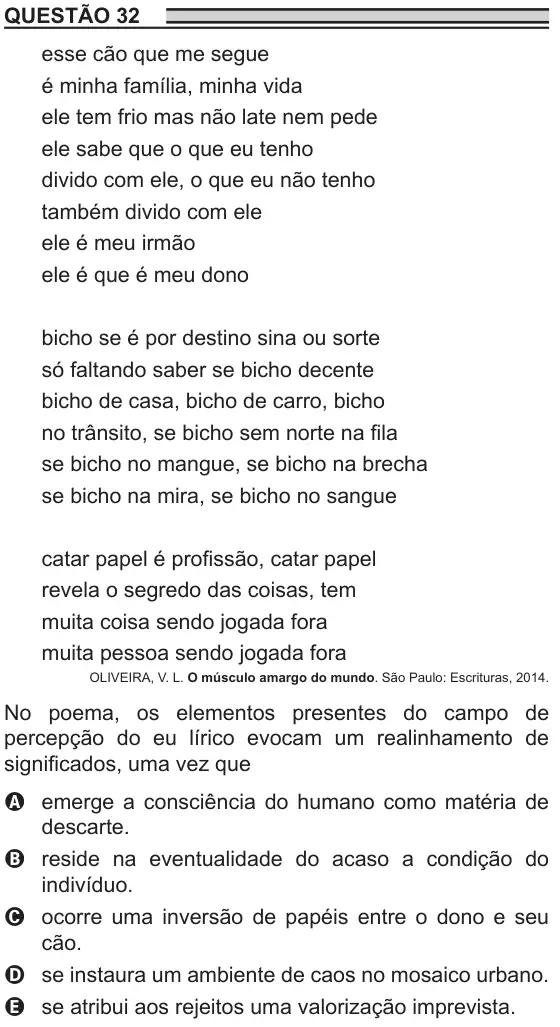 QUESTÃO 32
esse cão que me segue
é minha família, minha vida
ele tem frio mas não late nem pede
ele sabe que o que eu tenho
divido com ele, o que eu não tenho
também divido com ele
ele é meu irmão
ele é que é meu dono
bicho se é por destino sina ou sorte
só faltando saber se bicho decente
bicho de casa, bicho de carro, bicho
no trânsito, se bicho sem norte na fila
se bicho no mangue, se bicho na brecha
se bicho na mira, se bicho no sangue
catar papel é profissão, catar papel
revela o segredo das coisas, tem
muita coisa sendo jogada fora
muita pessoa sendo jogada fora
OLIVEIRA, V. L. O músculo amargo do mundo. São Paulo: Escrituras, 2014.
No poema, os elementos presentes do campo de
percepção do eu lírico evocam um realinhamento de
significados, uma vez que
A emerge a consciência do humano como matéria de
descarte.
B reside na eventualidade do acaso a condição do
indivíduo.
C ocorre uma inversão de papéis entre o dono e seu
cão.
D se instaura um ambiente de caos no mosaico urbano.
E se atribui aos rejeitos uma valorização imprevista.